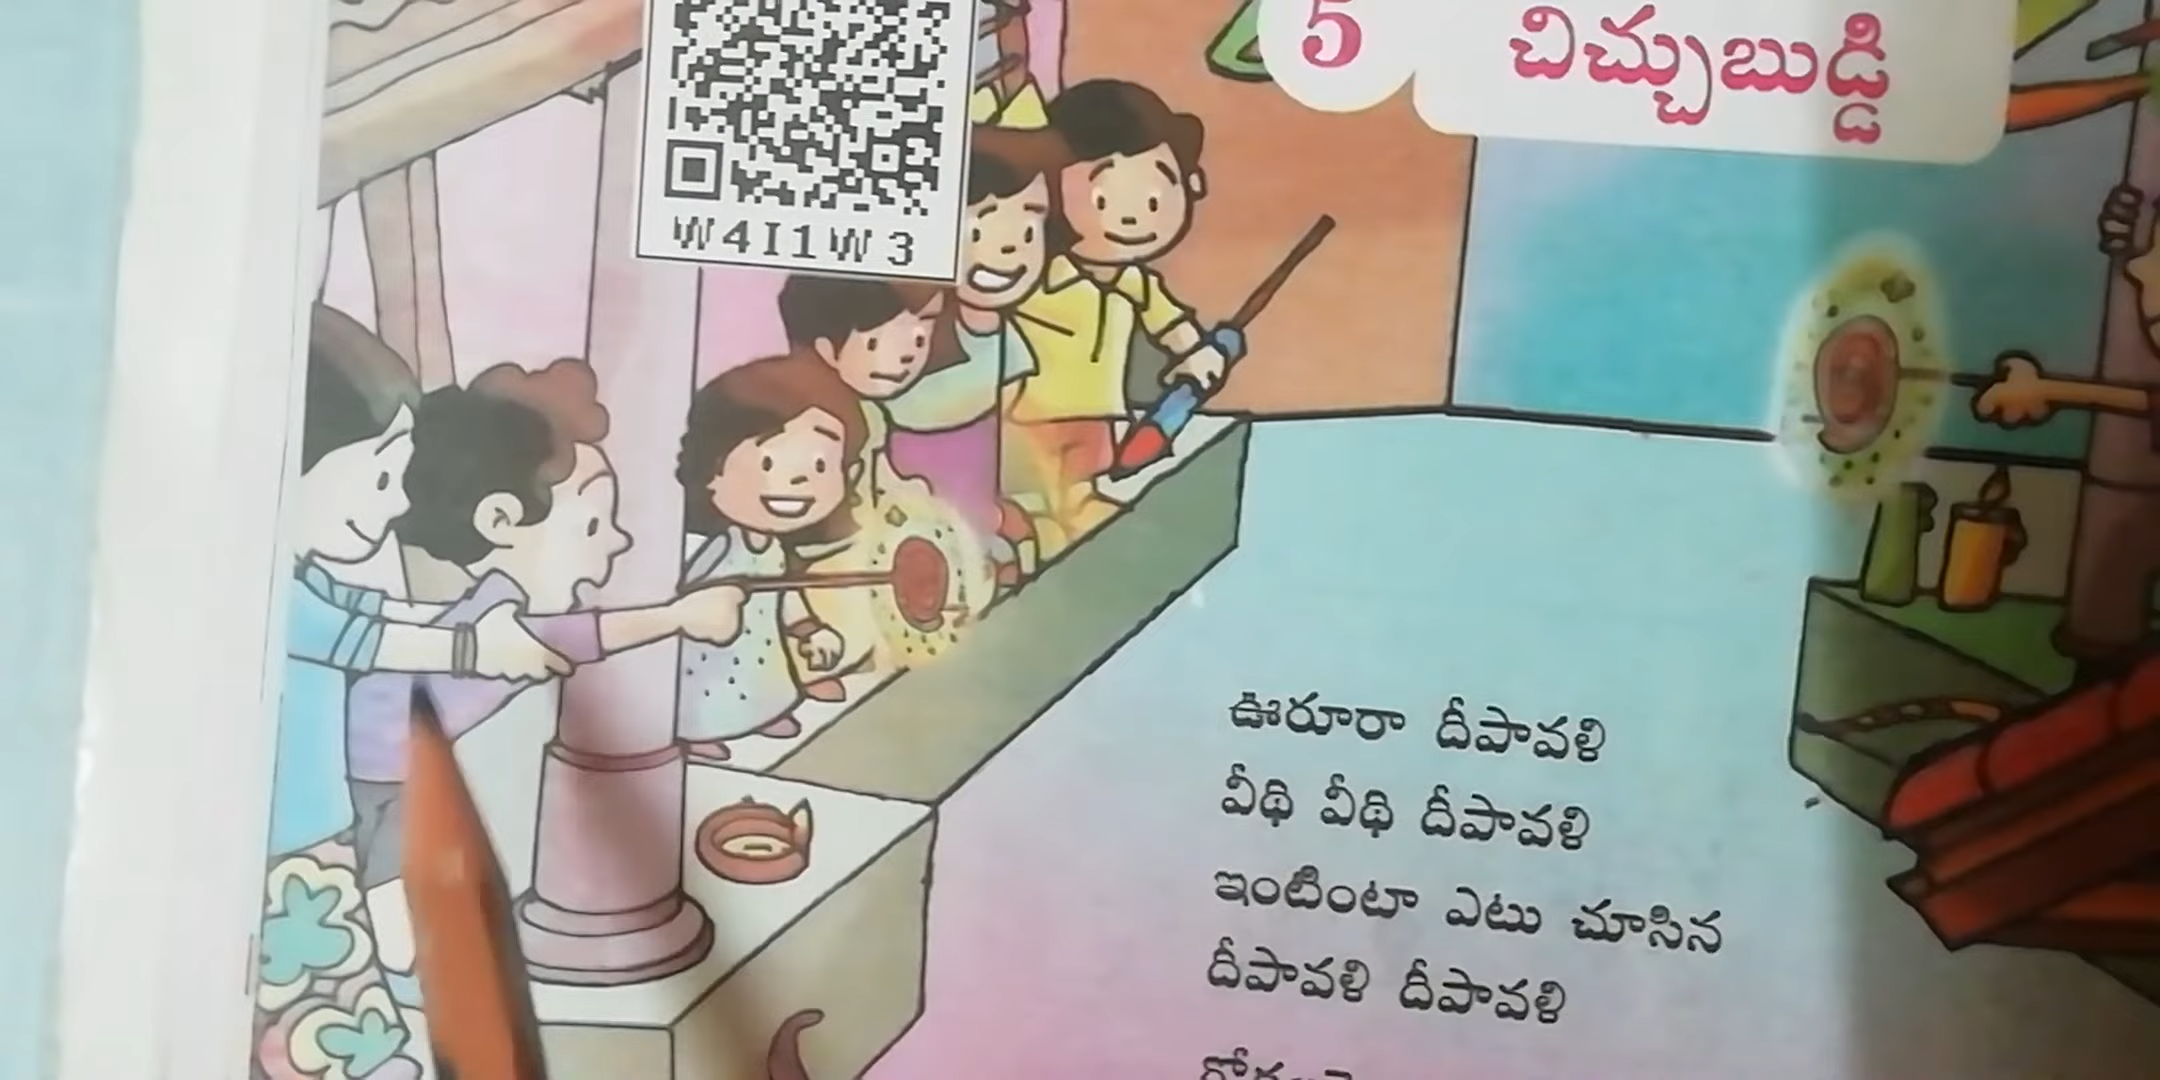 5 చిచ్చుబుడ్డి
W4I1W3
ఊరూరా దీపావళి
వీథి వీథి దీపావళి
ఇంటింటా ఎటు చూసిన
దీపావళి దీపావళి